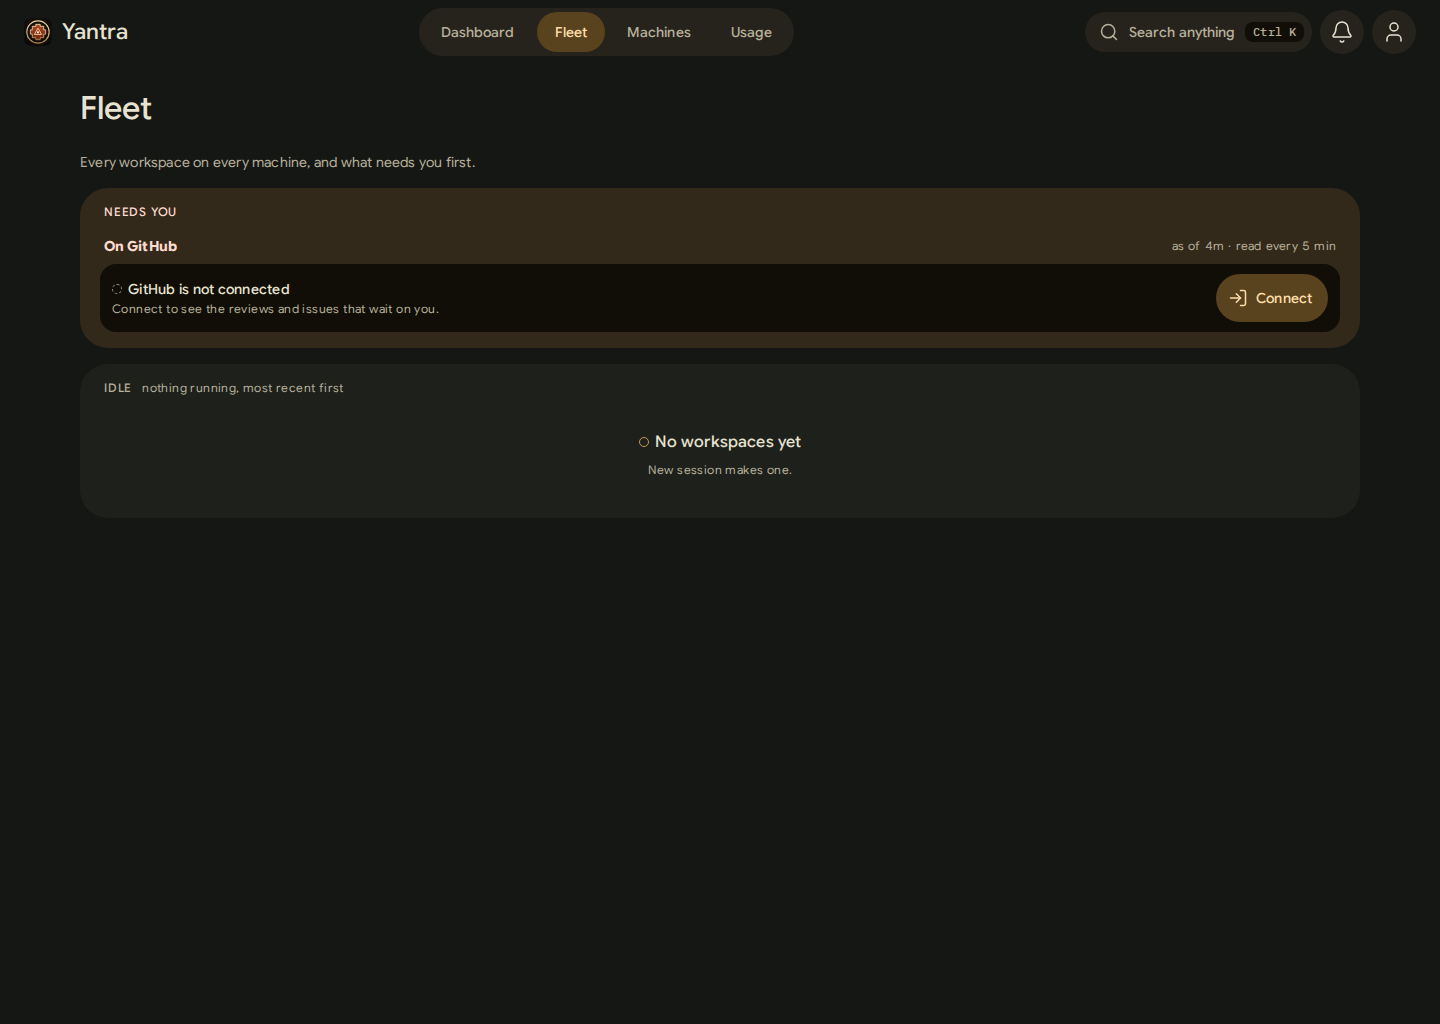 Yantra
Dashboard
Fleet
Machines
Usage
Search anything
Ctrl K
Fleet
Every workspace on every machine, and what needs you first.
NEEDS YOU
On GitHub
as of 4m · read every 5 min
GitHub is not connected
Connect to see the reviews and issues that wait on you.
Connect
IDLE nothing running, most recent first
No workspaces yet
New session makes one.